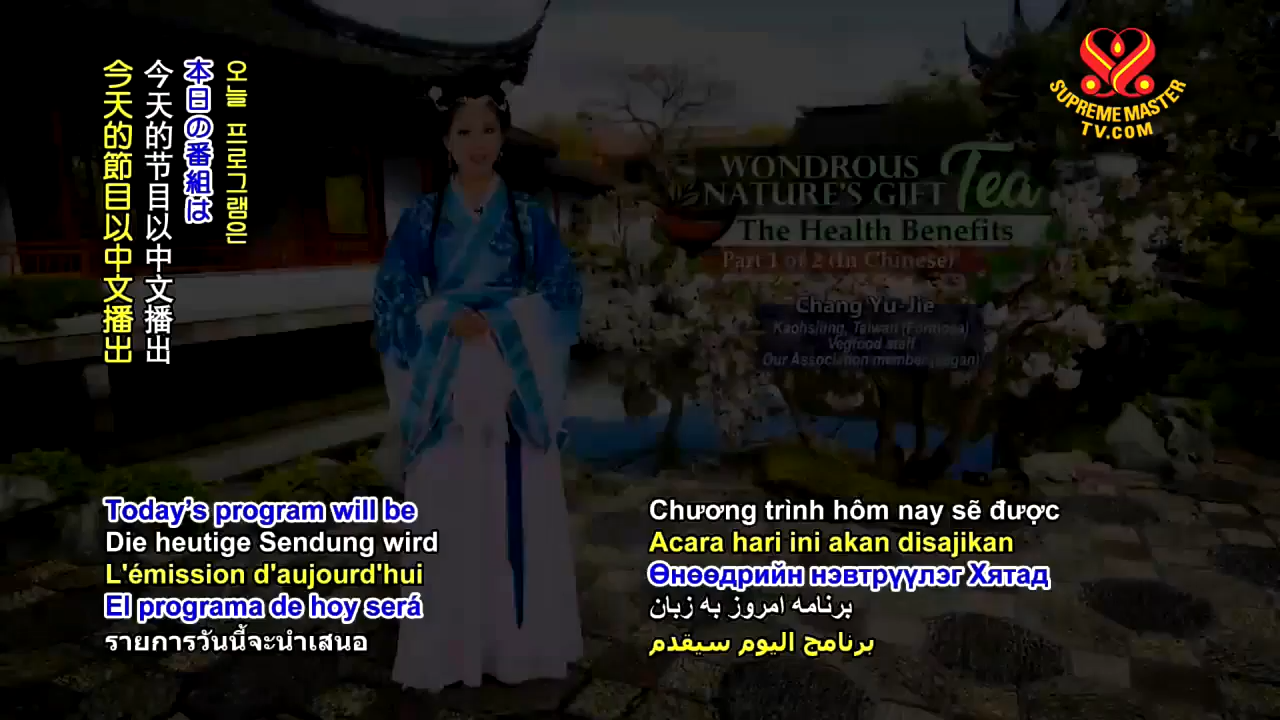 오늘 프로그램은
本日の番組は
今天的节目以中文播出
今天的節目以中文播出
SUPREME MASTER
TV.COM
WONDROUS
NATURE'S GIFT Tea
The Health Benefits
Part 1 of 2 (In Chinese)
Chang Yu-Jie
Kaohsiung, Taiwan (Formosa)
Vegfood staff
Our Association member (vegan)
Today's program will be
Die heutige Sendung wird
L'émission d'aujourd'hui
El programa de hoy será
รายการวันนี้จะนำเสนอ
Chương trình hôm nay sẽ được
Acara hari ini akan disajikan
Өнөөдрийн нэвтрүүлэг Хятад
برنامه امروز به زبان
برنامج اليوم سيقدم